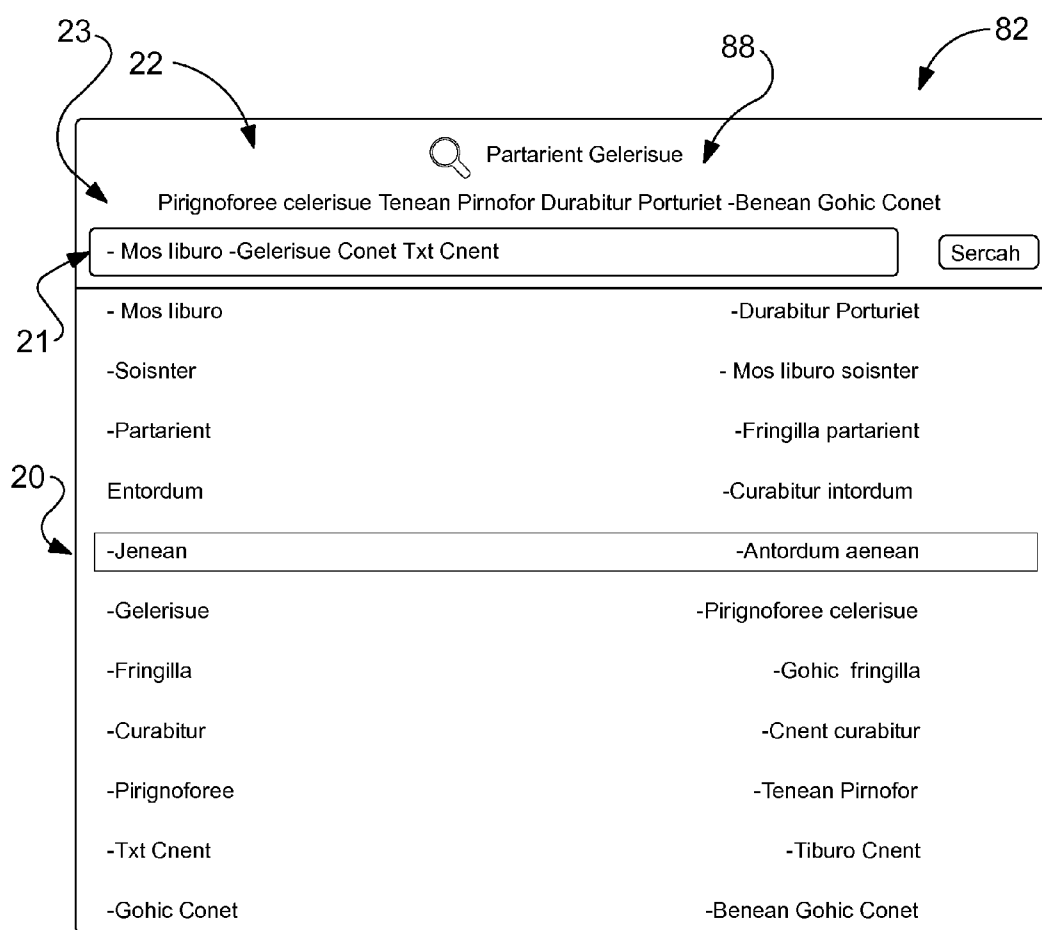 23
22
88
82
Partarient Gelerisue
Pirignoforee celerisue Tenean Pirnofor Durabitur Porturiet -Benean Gohic Conet
- Mos liburo -Gelerisue Conet Txt Cnent
Sercah
21
- Mos liburo
-Durabitur Porturiet
-Soisnter
- Mos liburo soisnter
-Partarient
-Fringilla partarient
20
Entordum
-Curabitur intordum
-Jenean
-Antordum aenean
-Gelerisue
-Pirignoforee celerisue
-Fringilla
-Gohic fringilla
-Curabitur
-Cnent curabitur
-Pirignoforee
-Tenean Pirnofor
-Txt Cnent
-Tiburo Cnent
-Gohic Conet
-Benean Gohic Conet